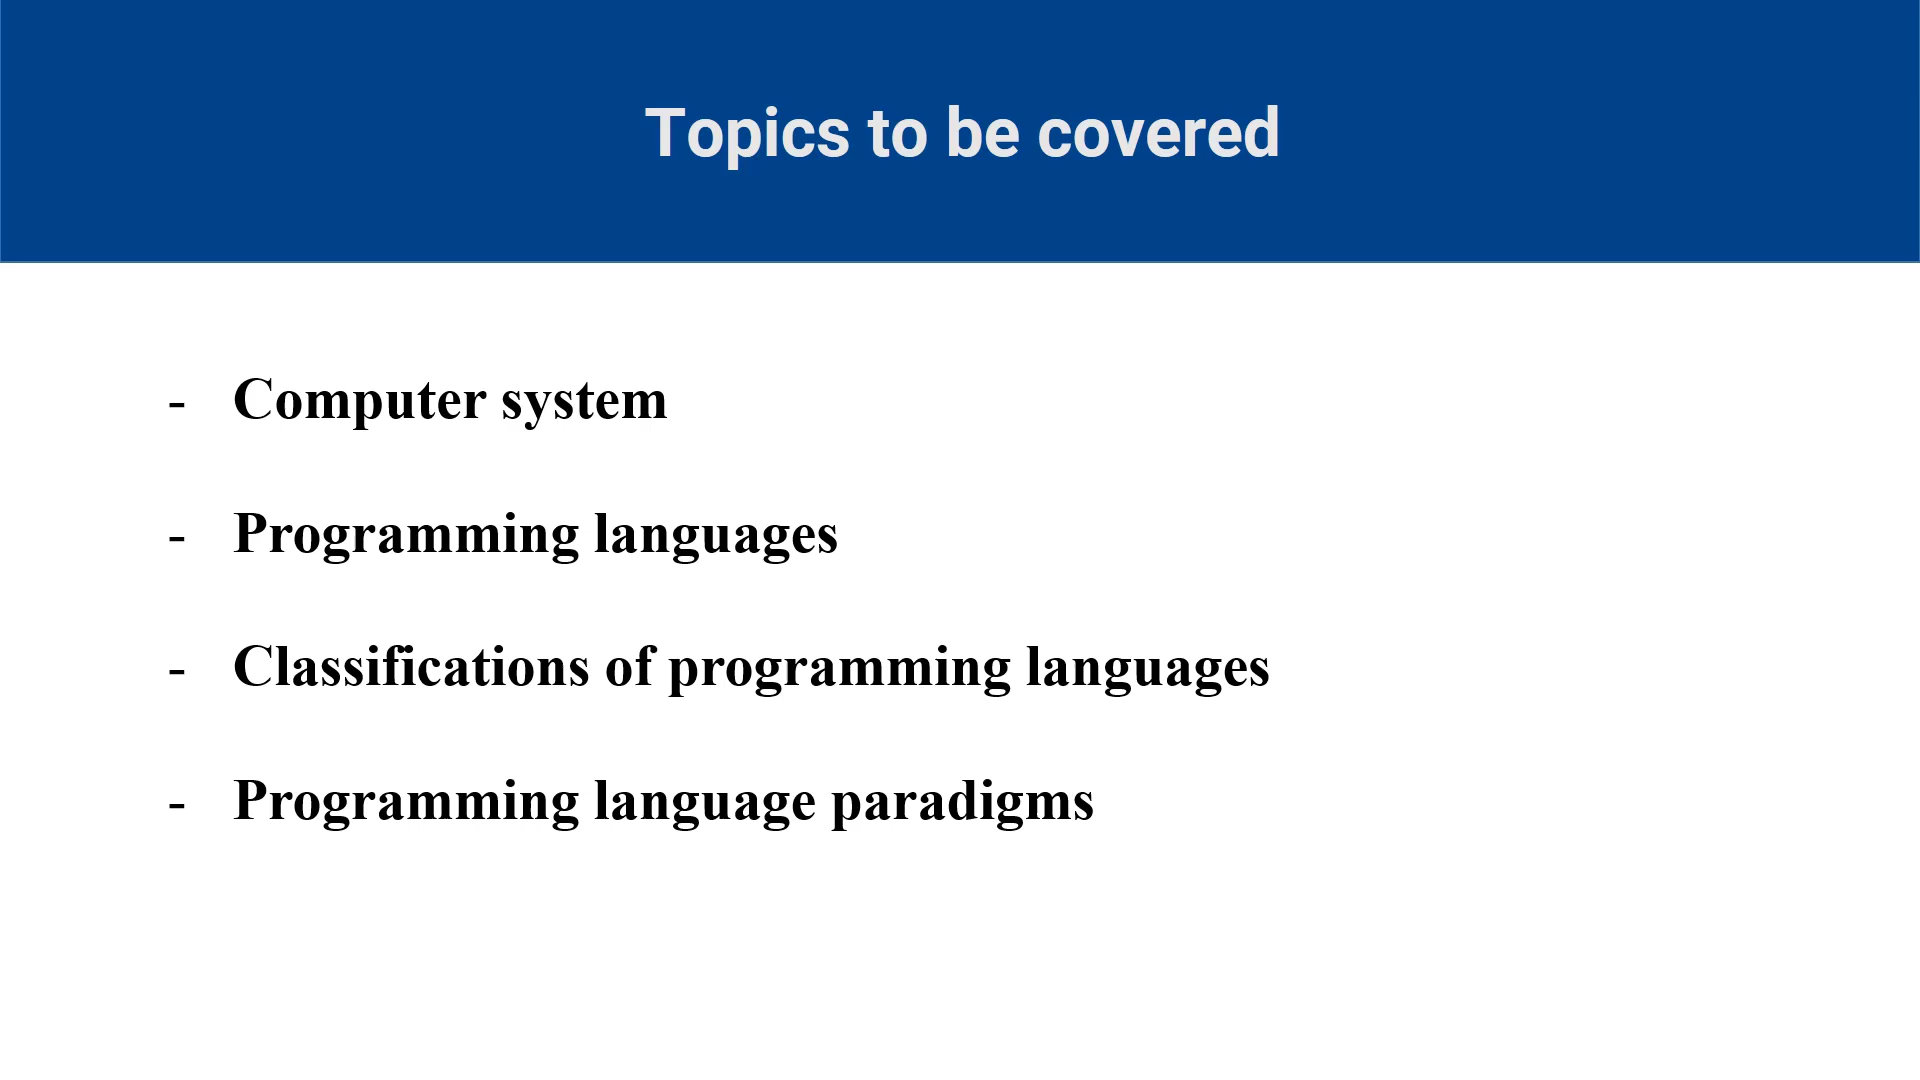 Topics to be covered
- Computer system
- Programming languages
- Classifications of programming languages
- Programming language paradigms